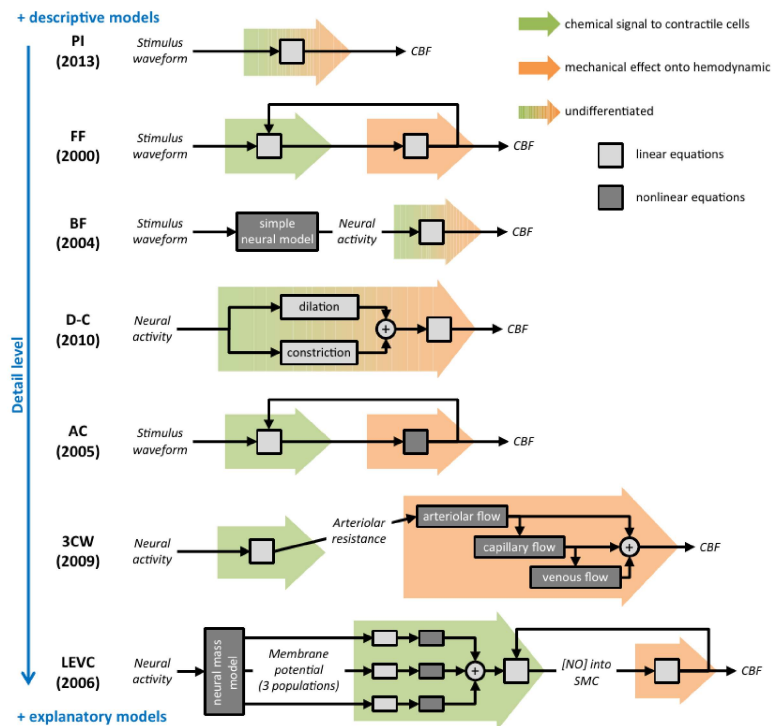 + descriptive models
PI
(2013)
Stimulus
waveform
CBF
chemical signal to contractile cells
mechanical effect onto hemodynamic
undifferentiated
linear equations
nonlinear equations
FF
(2000)
Stimulus
waveform
CBF
BF
(2004)
Stimulus
waveform
simple
neural model
Neural
activity
CBF
D-C
(2010)
Neural
activity
dilation
constriction
+
CBF
Detail level
AC
(2005)
Stimulus
waveform
CBF
3CW
(2009)
Neural
activity
Arteriolar
resistance
arteriolar flow
capillary flow
venous flow
+
CBF
LEVC
(2006)
Neural
activity
neural mass
model
Membrane
potential
(3 populations)
+
[NO] into
SMC
CBF
+ explanatory models